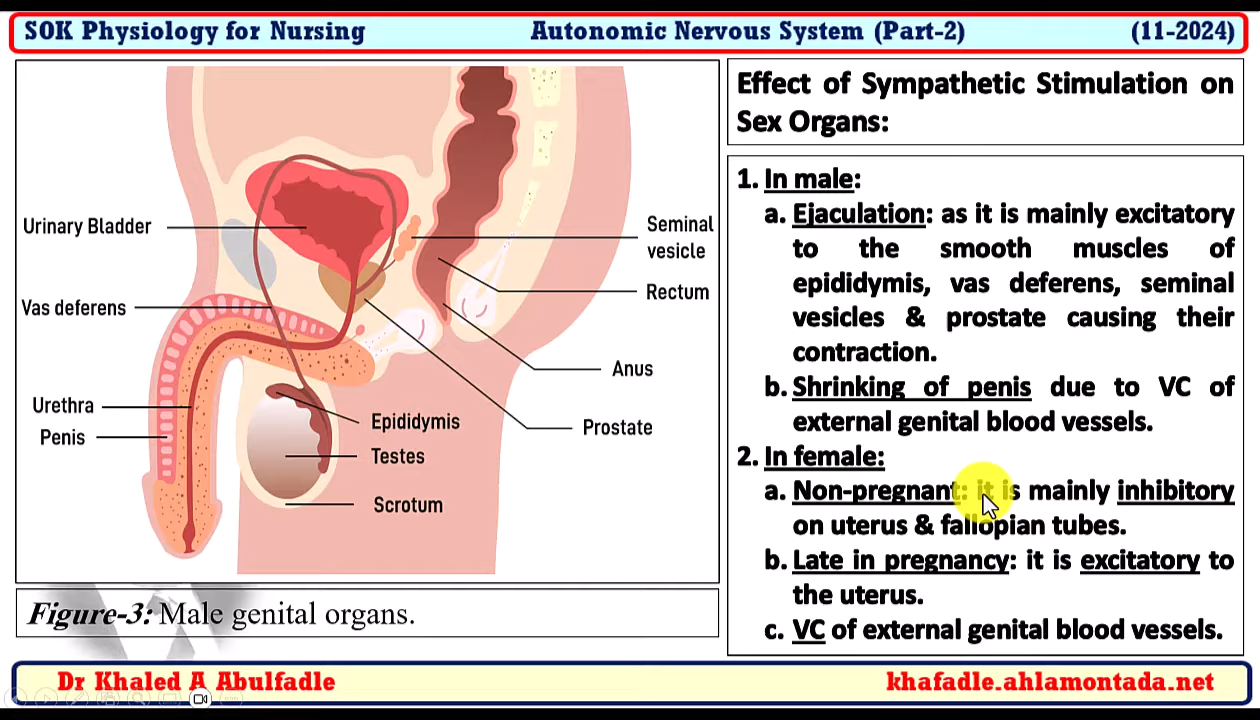 SOK Physiology for Nursing Autonomic Nervous System (Part-2) (11-2024)
Urinary Bladder
Vas deferens
Urethra
Penis
Seminal
vesicle
Rectum
Anus
Prostate
Epididymis
Testes
Scrotum
Figure-3: Male genital organs.
Effect of Sympathetic Stimulation on
Sex Organs:
1. In male:
a. Ejaculation: as it is mainly excitatory
to the smooth muscles of
epididymis, vas deferens, seminal
vesicles & prostate causing their
contraction.
b. Shrinking of penis due to VC of
external genital blood vessels.
2. In female:
a. Non-pregnant: it is mainly inhibitory
on uterus & fallopian tubes.
b. Late in pregnancy: it is excitatory to
the uterus.
c. VC of external genital blood vessels.
Dr Khaled A Abulfadle khafadle.ahlamontada.net